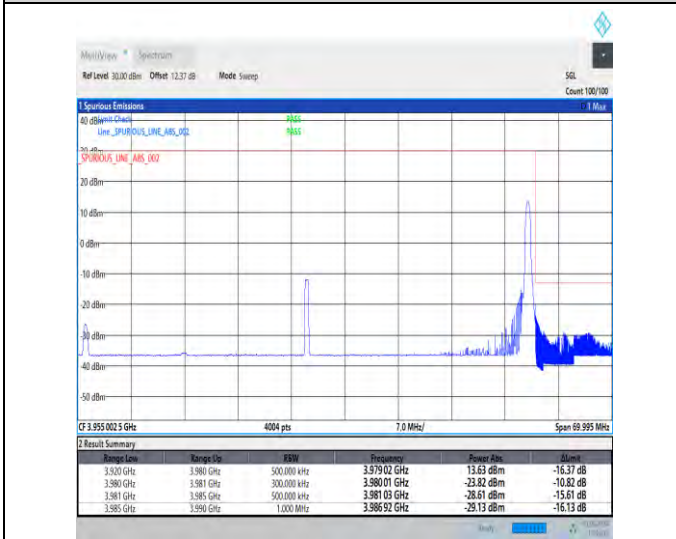 MultiView Spectrum
Ref Level 30.00 dBm Offset 12.37 dB Mode Sweep SGL
Count 100/100
1 Spurious Emissions 1 Max
40 dBm Limit Check PASS
Line _SPURIOUS_LINE_ABS_002 PASS
_SPURIOUS_LINE_ABS_002
20 dBm
10 dBm
0 dBm
-10 dBm
-20 dBm
-30 dBm
-40 dBm
-50 dBm
CF 3.955 002 5 GHz 4004 pts 7.0 MHz/ Span 69.995 MHz
2 Result Summary
Range Low Range Up RBW Frequency Power Abs ΔLimit
3.920 GHz 3.980 GHz 500.000 kHz 3.979 02 GHz 13.63 dBm -16.37 dB
3.980 GHz 3.981 GHz 300.000 kHz 3.980 01 GHz -23.82 dBm -10.82 dB
3.981 GHz 3.985 GHz 500.000 kHz 3.981 03 GHz -28.61 dBm -15.61 dB
3.985 GHz 3.990 GHz 1.000 MHz 3.986 92 GHz -29.13 dBm -16.13 dB
Ready